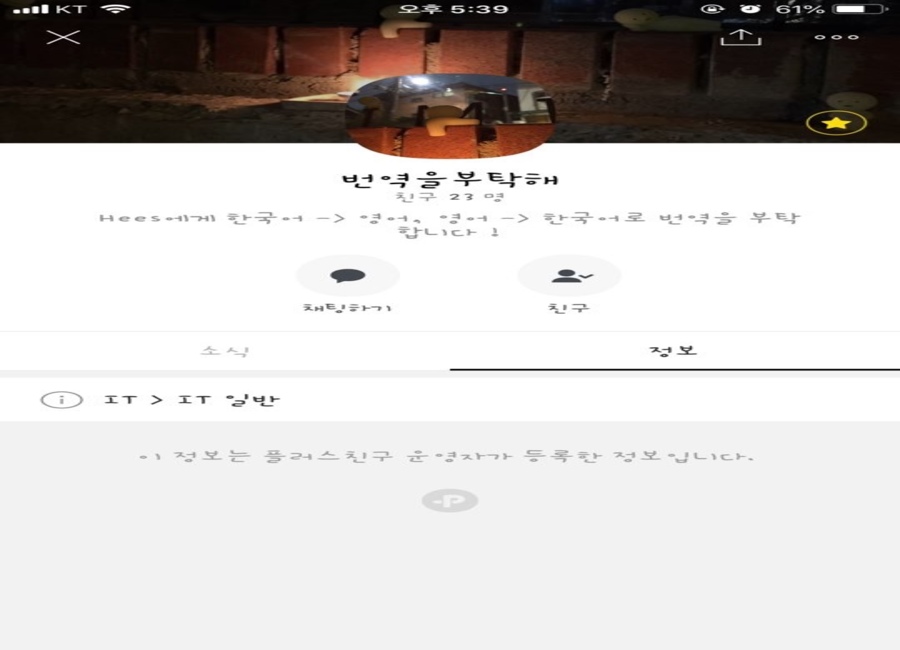 KT 오후 5:39 61%
번역을부탁해
친구 23 명
Hees에게 한국어 -> 영어, 영어 -> 한국어로 번역을 부탁
합니다 !
채팅하기 친구
소식 정보
IT > IT 일반
이 정보는 플러스친구 운영자가 등록한 정보입니다.
P